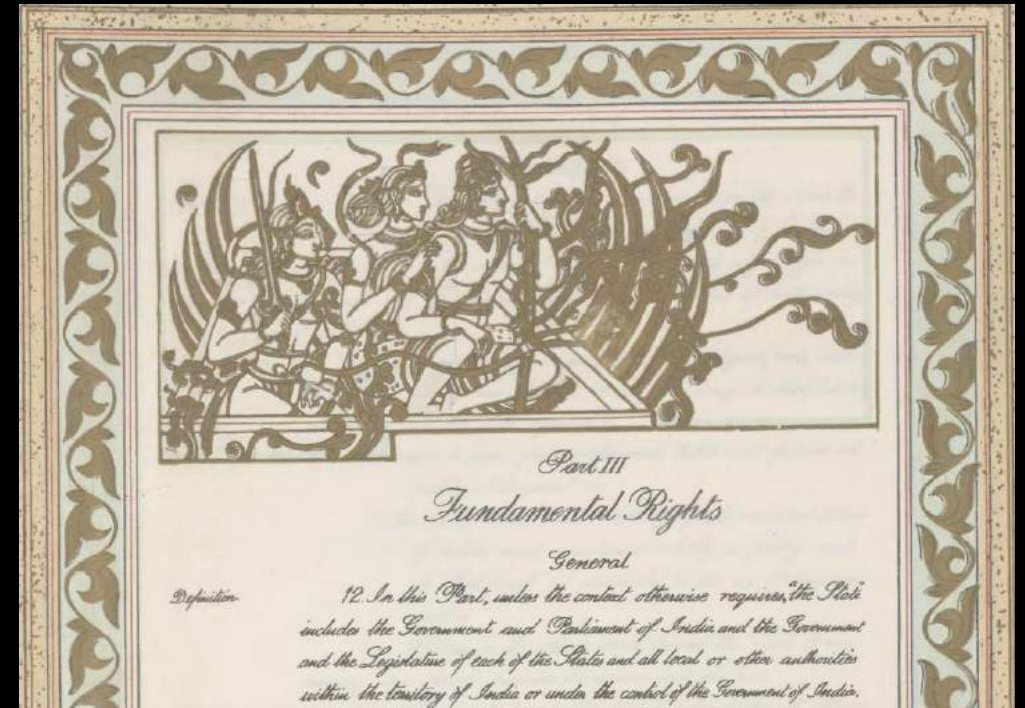 Part III
Fundamental Rights
General
Definition
12. In this Part, unless the context otherwise requires, "the State"
includes the Government and Parliament of India and the Government
and the Legislature of each of the States and all local or other authorities
within the territory of India or under the control of the Government of India.